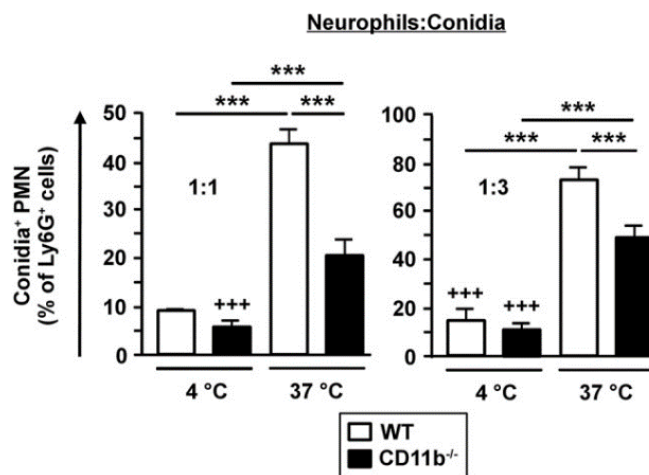 Neurophils:Conidia
Conidia⁺ PMN
(% of Ly6G⁺ cells)
***
***
***
50
40
30
20
10
0
1:1
+++
4 °C
37 °C
***
***
***
100
80
60
40
20
0
1:3
+++
+++
4 °C
37 °C
WT
CD11b⁻/⁻